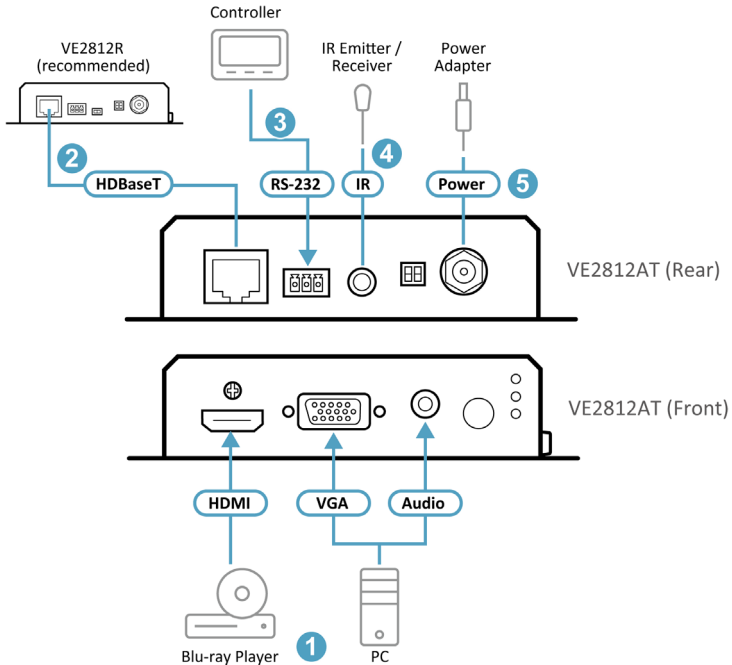 Controller
VE2812R
(recommended)
IR Emitter /
Receiver
Power
Adapter
3
2
4
HDBaseT
RS-232
IR
Power
5
VE2812AT (Rear)
VE2812AT (Front)
HDMI
VGA
Audio
1
Blu-ray Player
PC